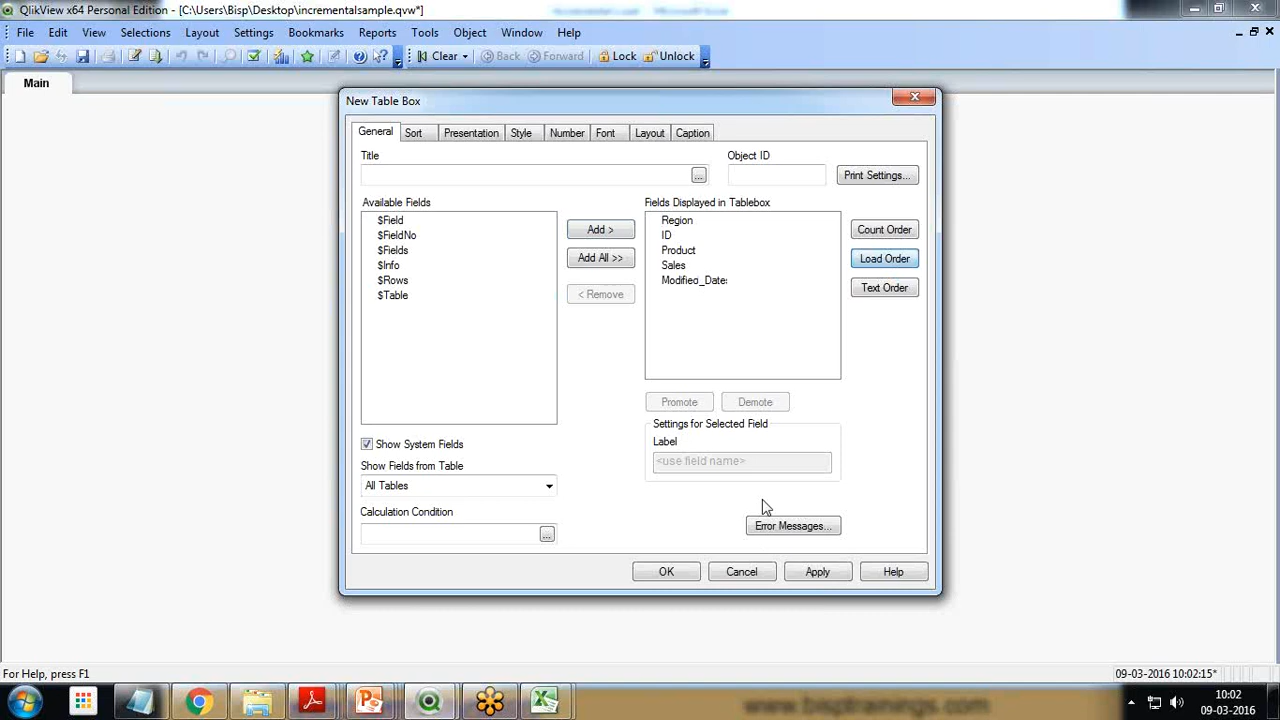 QlikView x64 Personal Edition - [C:\Users\Bisp\Desktop\incrementalsample.qvw*]
File Edit View Selections Layout Settings Bookmarks Reports Tools Object Window Help
Clear Back Forward Lock Unlock
Main
New Table Box
General Sort Presentation Style Number Font Layout Caption
Title Object ID
... Print Settings...
Available Fields Fields Displayed in Tablebox
$Field Region
$FieldNo Add > ID Count Order
$Fields Product
$Info Add All >> Sales Load Order
$Rows Modified_Date
$Table < Remove Text Order
Promote Demote
Settings for Selected Field
Show System Fields Label
Show Fields from Table <use field name>
All Tables
Calculation Condition
... Error Messages...
OK Cancel Apply Help
For Help, press F1 09-03-2016 10:02:15*
10:02
www.bisptrainings.com 09-03-2016